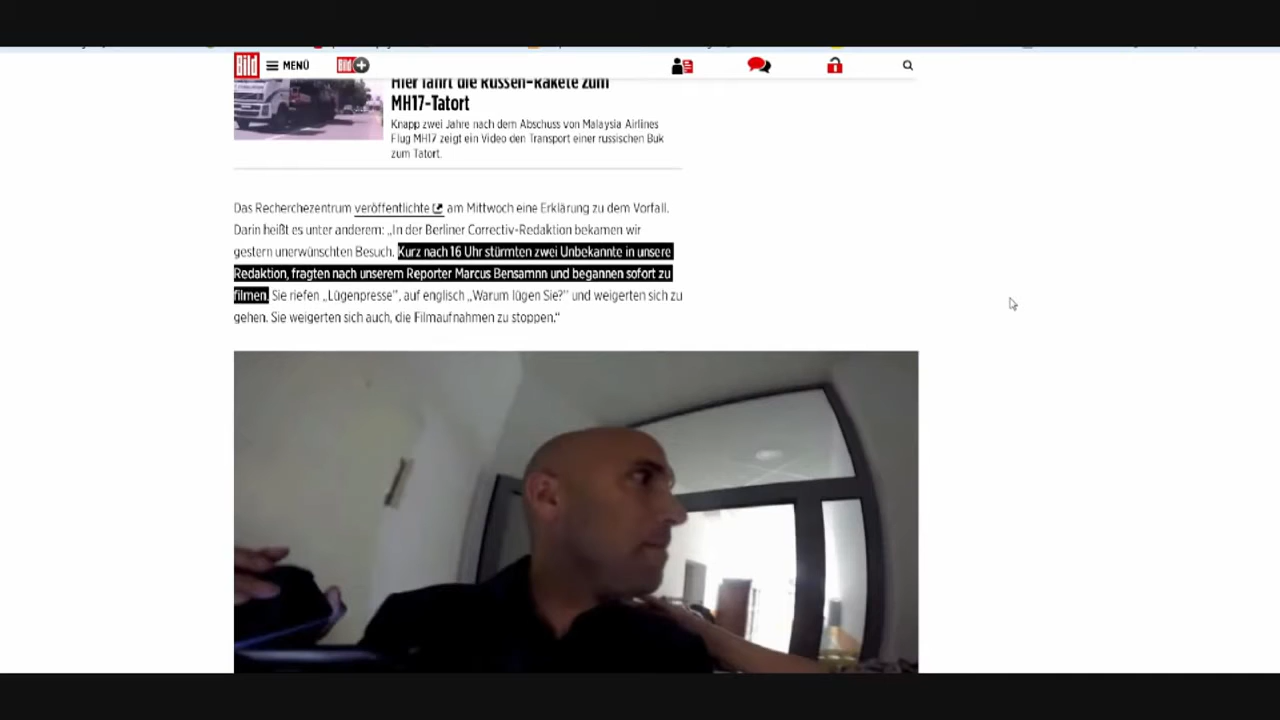 Bild
MENÜ
Bild
Hier fährt die Russen-Rakete zum
MH17-Tatort
Knapp zwei Jahre nach dem Abschuss von Malaysia Airlines
Flug MH17 zeigt ein Video den Transport einer russischen Buk
zum Tatort.
Das Recherchezentrum veröffentlichte am Mittwoch eine Erklärung zu dem Vorfall.
Darin heißt es unter anderem: „In der Berliner Correctiv-Redaktion bekamen wir
gestern unerwünschten Besuch. Kurz nach 16 Uhr stürmten zwei Unbekannte in unsere
Redaktion, fragten nach unserem Reporter Marcus Bensamnn und begannen sofort zu
filmen. Sie riefen „Lügenpresse”, auf englisch „Warum lügen Sie?” und weigerten sich zu
gehen. Sie weigerten sich auch, die Filmaufnahmen zu stoppen.“